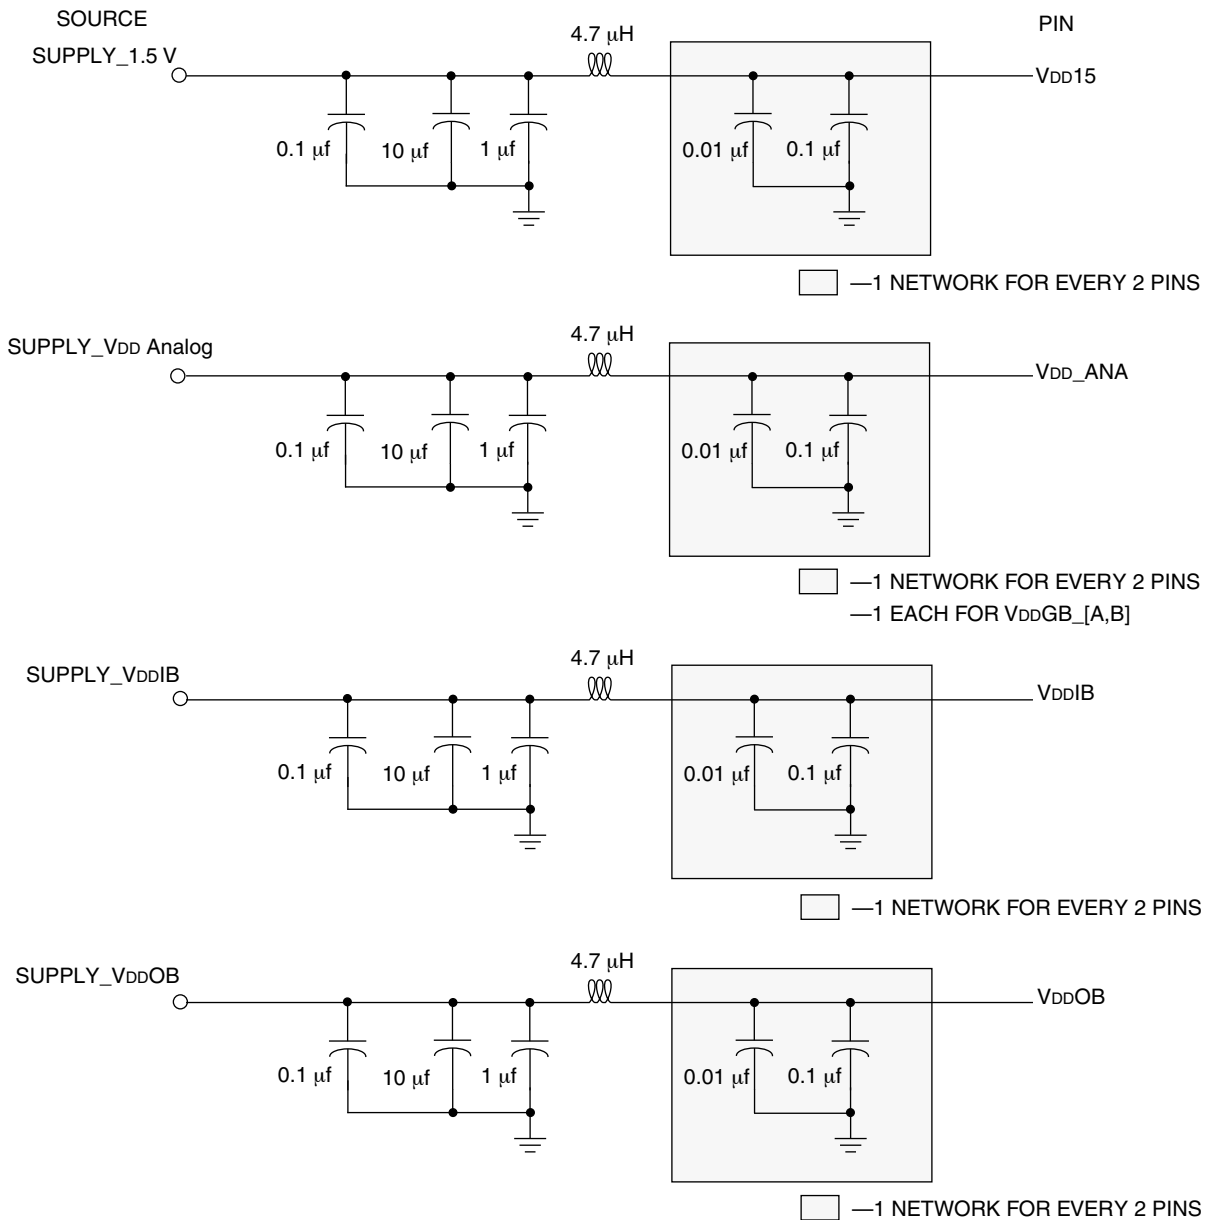 SOURCE
PIN
SUPPLY_1.5 V
4.7 μH
VDD15
0.1 μf
10 μf
1 μf
0.01 μf
0.1 μf
—1 NETWORK FOR EVERY 2 PINS
SUPPLY_VDD Analog
4.7 μH
VDD_ANA
0.1 μf
10 μf
1 μf
0.01 μf
0.1 μf
—1 NETWORK FOR EVERY 2 PINS
—1 EACH FOR VDDGB_[A,B]
SUPPLY_VDDIB
4.7 μH
VDDIB
0.1 μf
10 μf
1 μf
0.01 μf
0.1 μf
—1 NETWORK FOR EVERY 2 PINS
SUPPLY_VDDOB
4.7 μH
VDDOB
0.1 μf
10 μf
1 μf
0.01 μf
0.1 μf
—1 NETWORK FOR EVERY 2 PINS